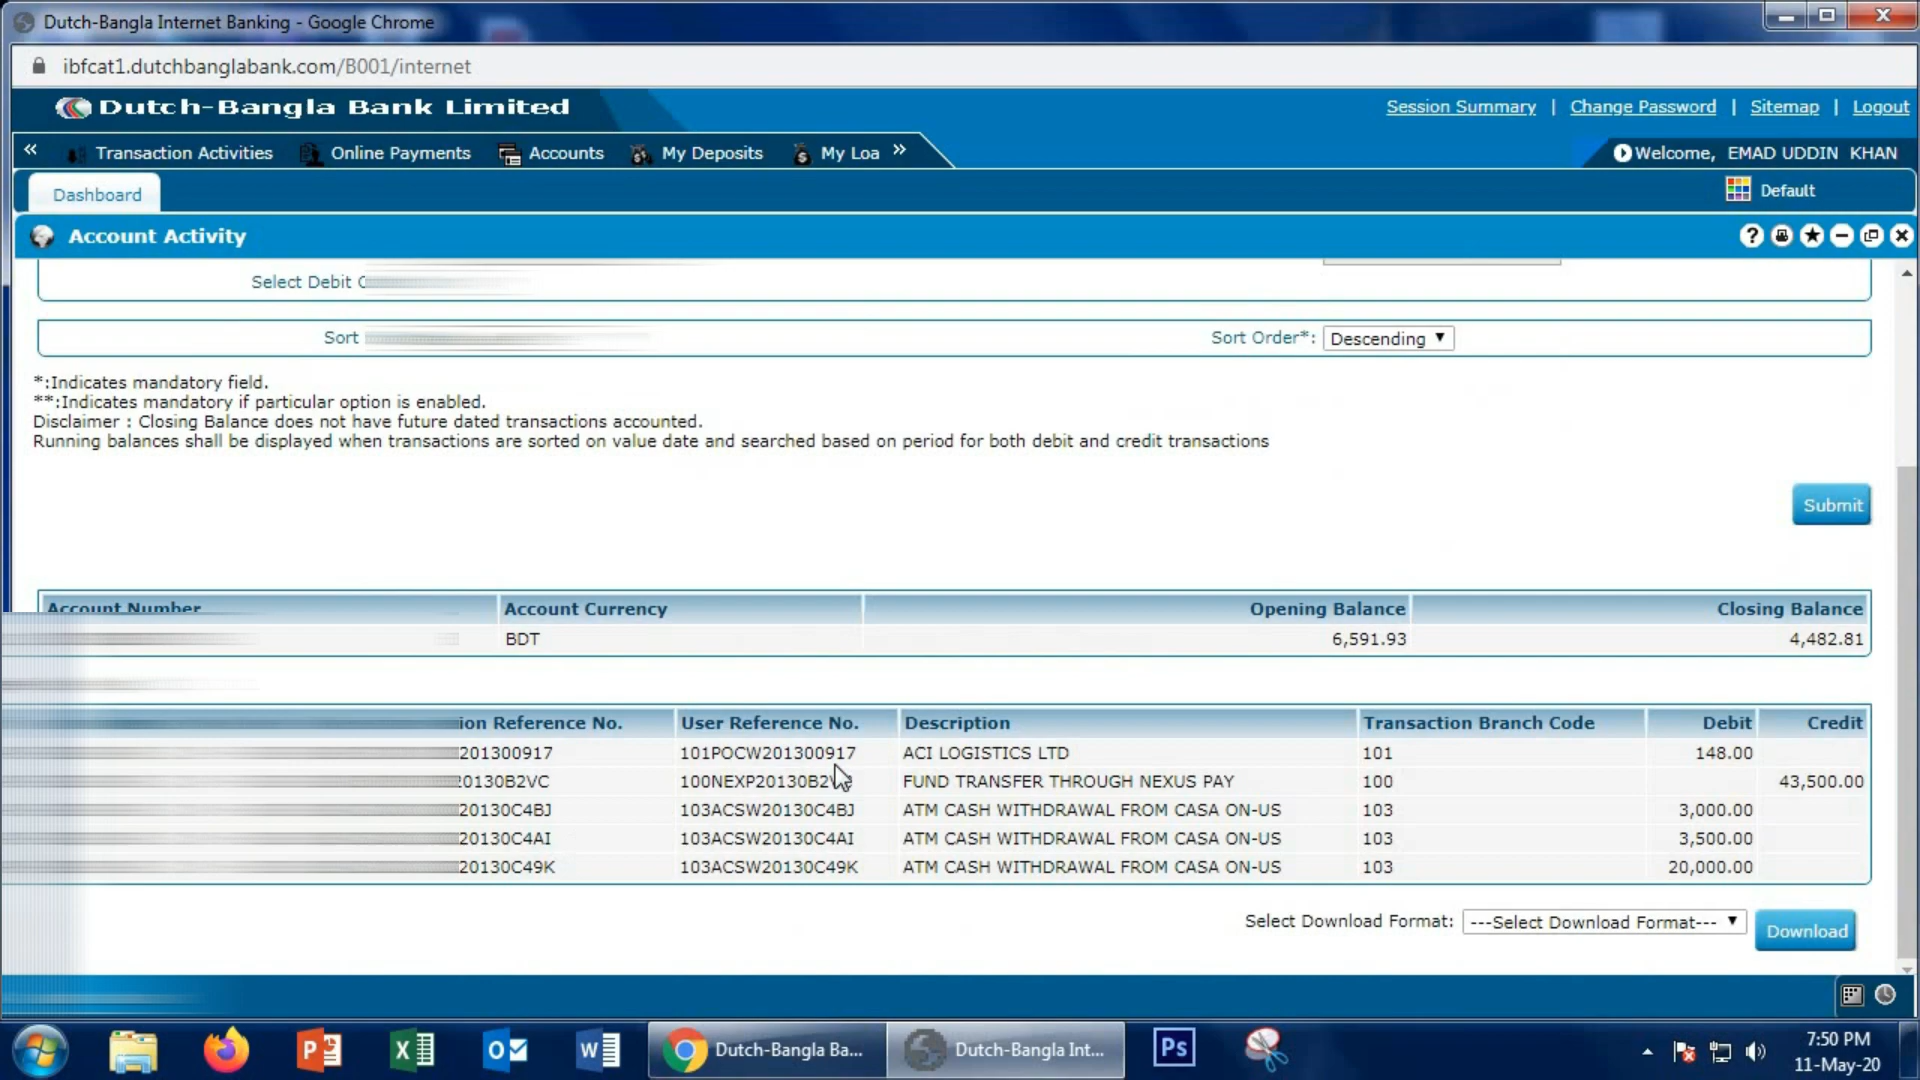 Dutch-Bangla Internet Banking - Google Chrome
ibfcat1.dutchbanglabank.com/B001/internet
Dutch-Bangla Bank Limited
Session Summary | Change Password | Sitemap | Logout
« Transaction Activities Online Payments Accounts My Deposits My Loa » Welcome, EMAD UDDIN KHAN
Dashboard Default
Account Activity
Select Debit
Sort Sort Order*: Descending
*:Indicates mandatory field.
**:Indicates mandatory if particular option is enabled.
Disclaimer : Closing Balance does not have future dated transactions accounted.
Running balances shall be displayed when transactions are sorted on value date and searched based on period for both debit and credit transactions
Submit
Account Number Account Currency Opening Balance Closing Balance
BDT 6,591.93 4,482.81
ion Reference No. User Reference No. Description Transaction Branch Code Debit Credit
201300917 101POCW201300917 ACI LOGISTICS LTD 101 148.00
20130B2VC FUND TRANSFER THROUGH NEXUS PAY 100 43,500.00
20130C4BJ 103ACSW20130C4BJ ATM CASH WITHDRAWAL FROM CASA ON-US 103 3,000.00
20130C4AI 103ACSW20130C4AI ATM CASH WITHDRAWAL FROM CASA ON-US 103 3,500.00
20130C49K 103ACSW20130C49K ATM CASH WITHDRAWAL FROM CASA ON-US 103 20,000.00
Select Download Format: ---Select Download Format--- Download
Dutch-Bangla Ba... Dutch-Bangla Int... Ps
7:50 PM
11-May-20